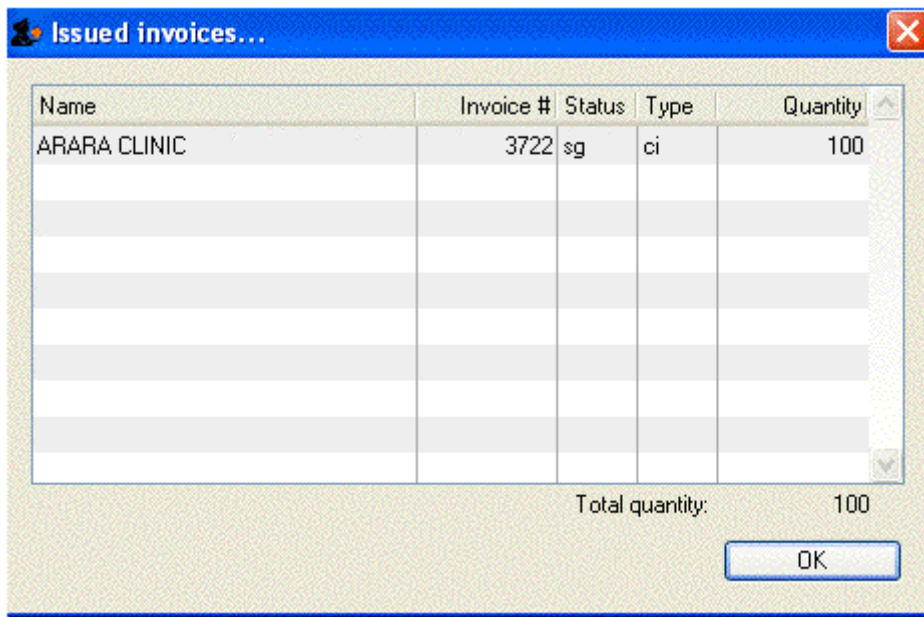 Issued invoices...
Name Invoice # Status Type Quantity
ARARA CLINIC 3722 sg ci 100
Total quantity: 100
OK